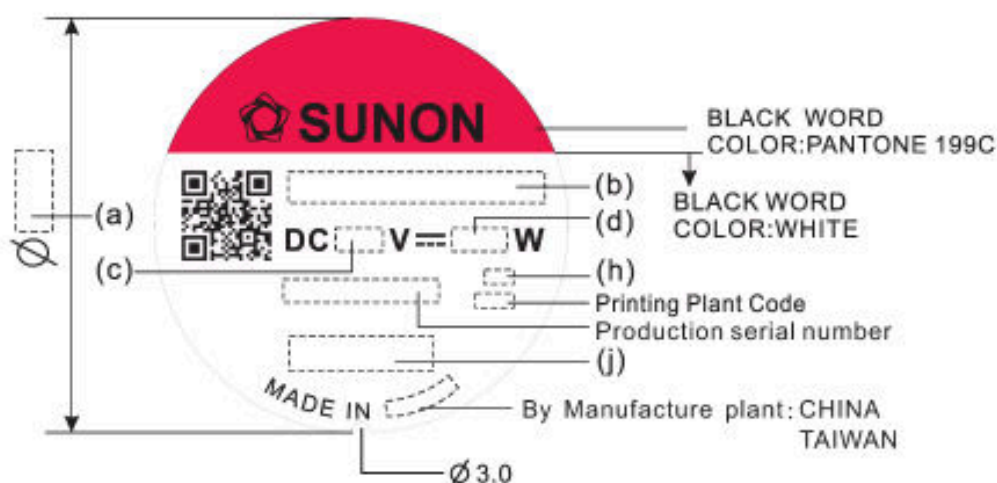 SUNON
BLACK WORD
COLOR:PANTONE 199C
(a)
(b)
BLACK WORD
COLOR:WHITE
DC V W
(d)
(c)
(h)
Printing Plant Code
Production serial number
(j)
MADE IN
By Manufacture plant: CHINA
TAIWAN
Ø
Ø 3.0